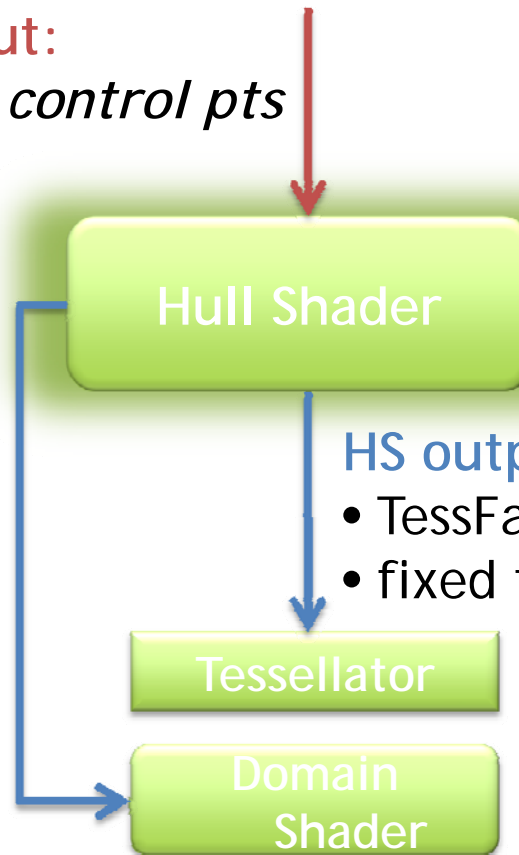 ut:
control pts
Hull Shader
HS outp
• TessFa
• fixed
Tessellator
Domain
Shader